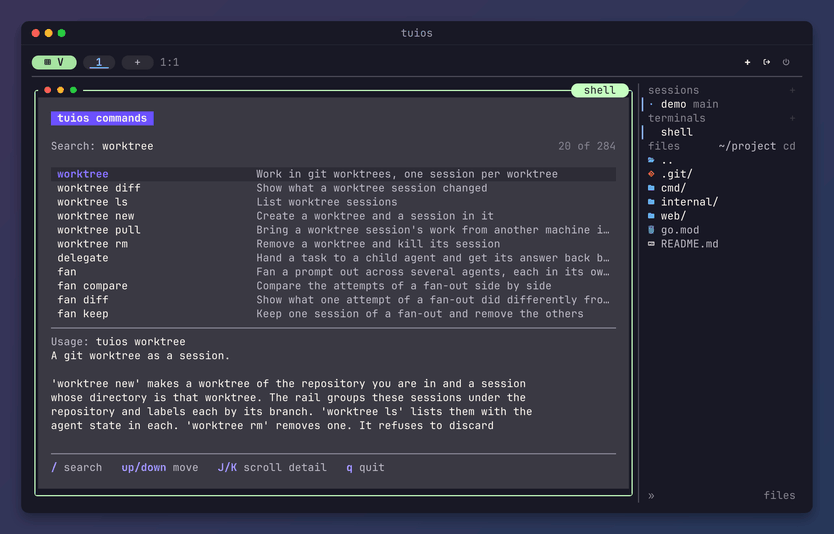 tuios
V 1 + 1:1 +
shell
tuios commands
Search: worktree 20 of 284
worktree Work in git worktrees, one session per worktree
worktree diff Show what a worktree session changed
worktree ls List worktree sessions
worktree new Create a worktree and a session in it
worktree pull Bring a worktree session's work from another machine i…
worktree rm Remove a worktree and kill its session
delegate Hand a task to a child agent and get its answer back b…
fan Fan a prompt out across several agents, each in its ow…
fan compare Compare the attempts of a fan-out side by side
fan diff Show what one attempt of a fan-out did differently fro…
fan keep Keep one session of a fan-out and remove the others
Usage: tuios worktree
A git worktree as a session.
'worktree new' makes a worktree of the repository you are in and a session
whose directory is that worktree. The rail groups these sessions under the
repository and labels each by its branch. 'worktree ls' lists them with the
agent state in each. 'worktree rm' removes one. It refuses to discard
/ search up/down move J/K scroll detail q quit
sessions +
· demo main
terminals +
shell
files ~/project cd
..
.git/
cmd/
internal/
web/
go.mod
README.md
» files